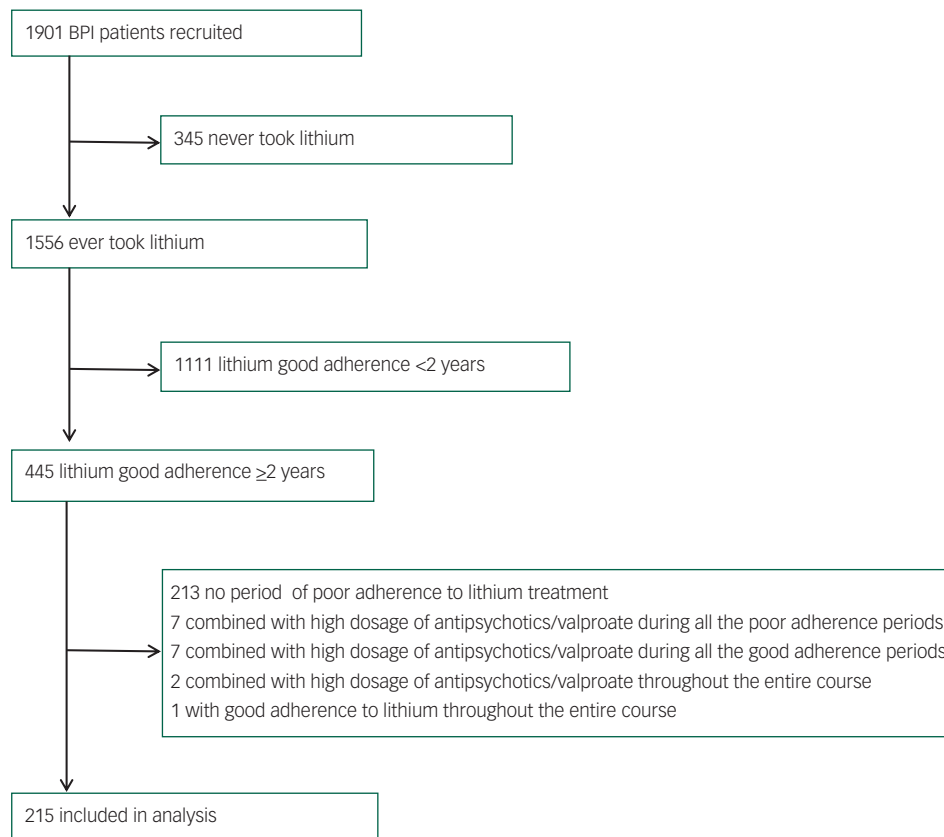 1901 BPI patients recruited
345 never took lithium
1556 ever took lithium
1111 lithium good adherence <2 years
445 lithium good adherence ≥2 years
213 no period of poor adherence to lithium treatment
7 combined with high dosage of antipsychotics/valproate during all the poor adherence periods
7 combined with high dosage of antipsychotics/valproate during all the good adherence periods
2 combined with high dosage of antipsychotics/valproate throughout the entire course
1 with good adherence to lithium throughout the entire course
215 included in analysis